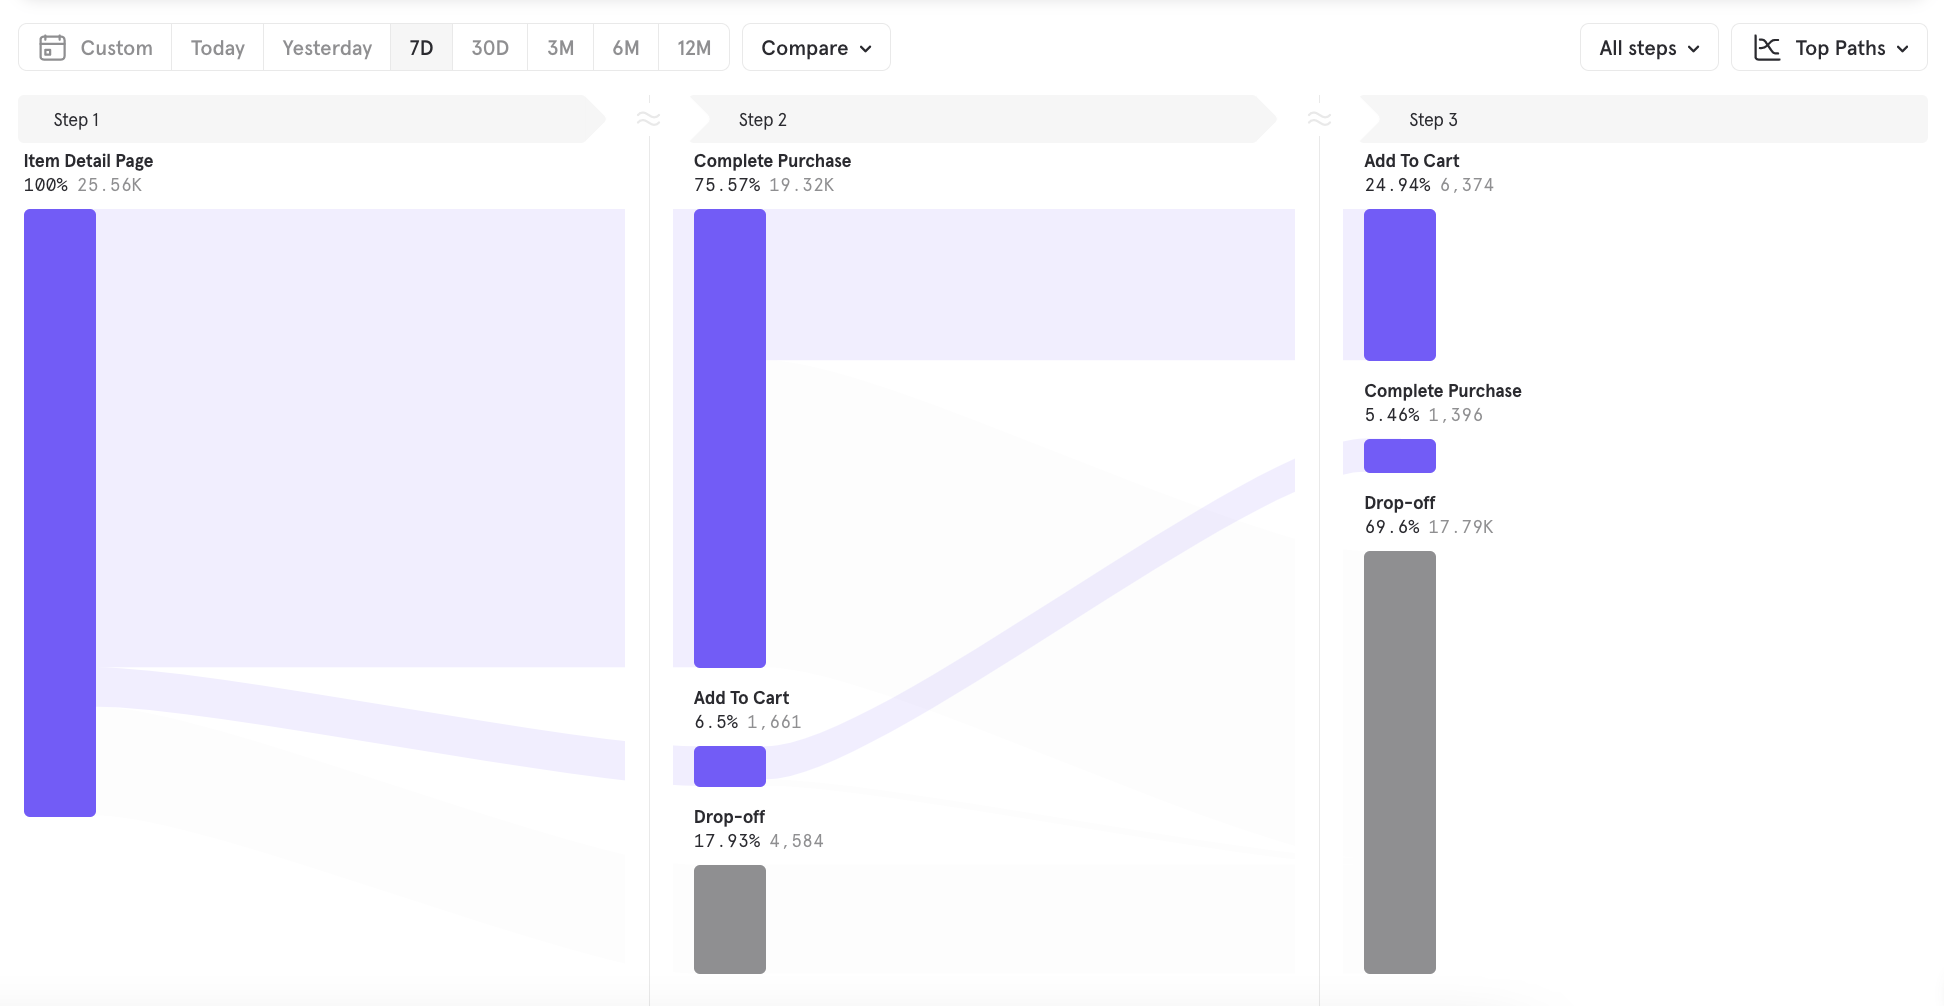 Custom Today Yesterday 7D 30D 3M 6M 12M Compare All steps Top Paths
Step 1 Step 2 Step 3
Item Detail Page
100% 25.56K
Complete Purchase
75.57% 19.32K
Add To Cart
6.5% 1,661
Drop-off
17.93% 4,584
Add To Cart
24.94% 6,374
Complete Purchase
5.46% 1,396
Drop-off
69.6% 17.79K